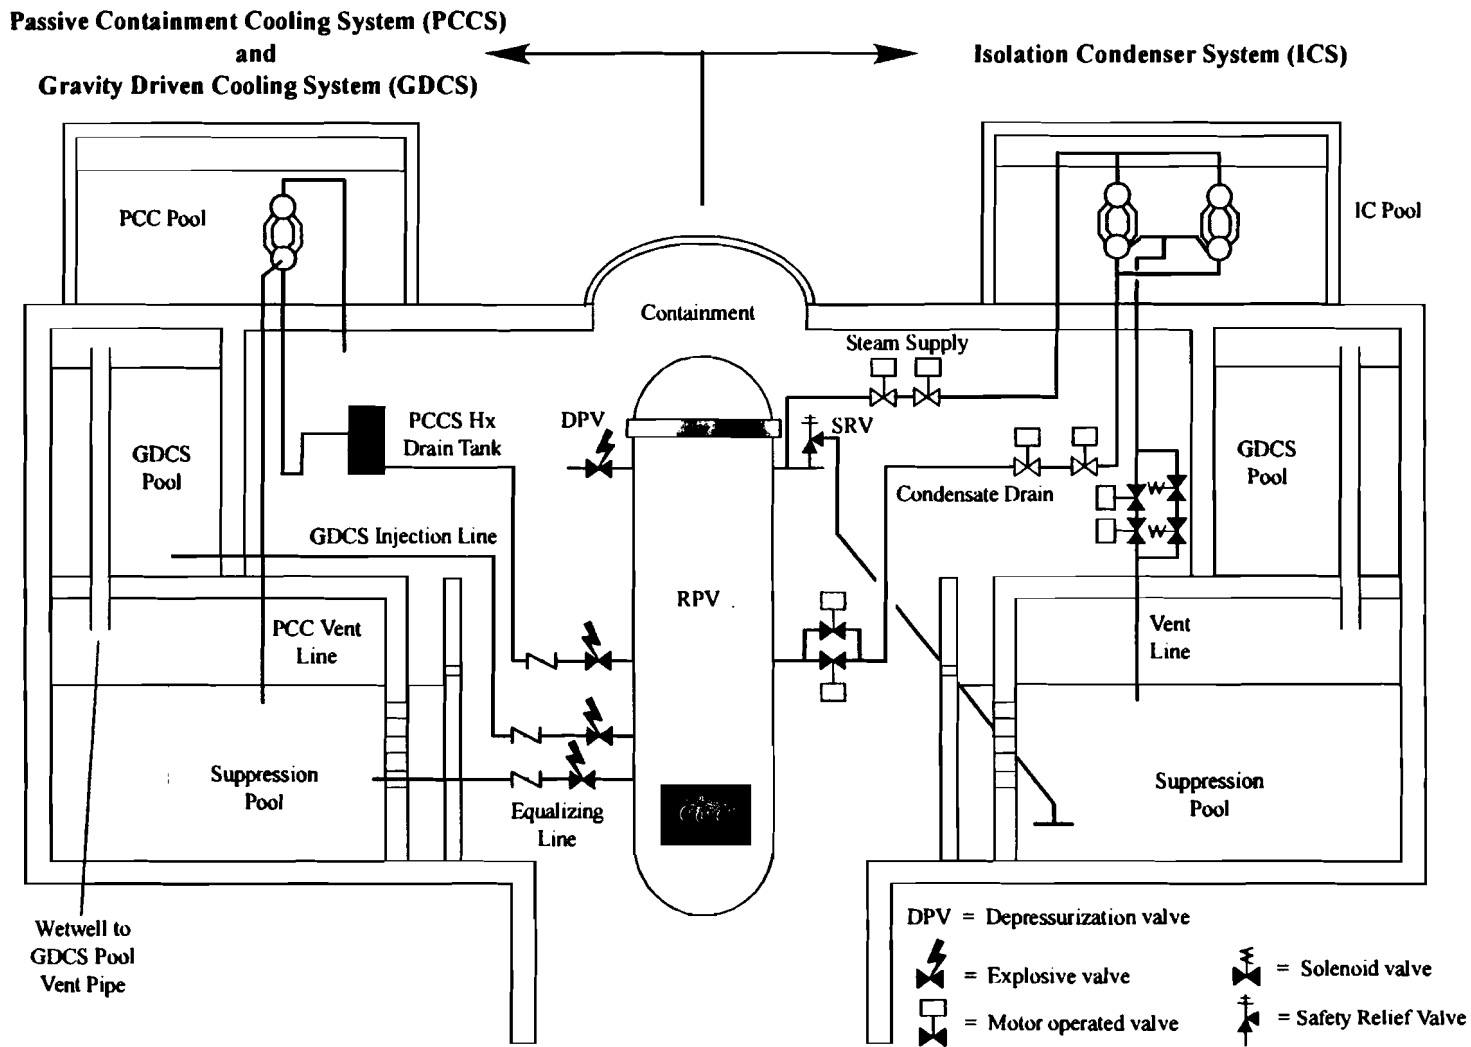 Passive Containment Cooling System (PCCS)
and
Gravity Driven Cooling System (GDCS)
Isolation Condenser System (ICS)
PCC Pool
IC Pool
Containment
Steam Supply
PCCS Hx
Drain Tank
DPV
SRV
GDCS
Pool
GDCS
Pool
Condensate Drain
GDCS Injection Line
RPV
PCC Vent
Line
Vent
Line
Suppression
Pool
Suppression
Pool
Equalizing
Line
Wetwell to
GDCS Pool
Vent Pipe
DPV = Depressurization valve
= Explosive valve
= Solenoid valve
= Motor operated valve
= Safety Relief Valve